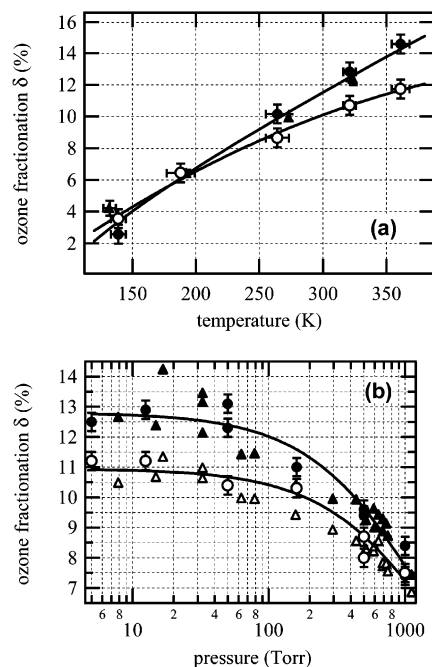 16
14
12
10
8
6
4
2
ozone fractionation δ (%)
(a)
150 200 250 300 350
temperature (K)
14
13
12
11
10
9
8
7
ozone fractionation δ (%)
(b)
6 8 2 4 6 8 2 4 6 8
10 100 1000
pressure (Torr)